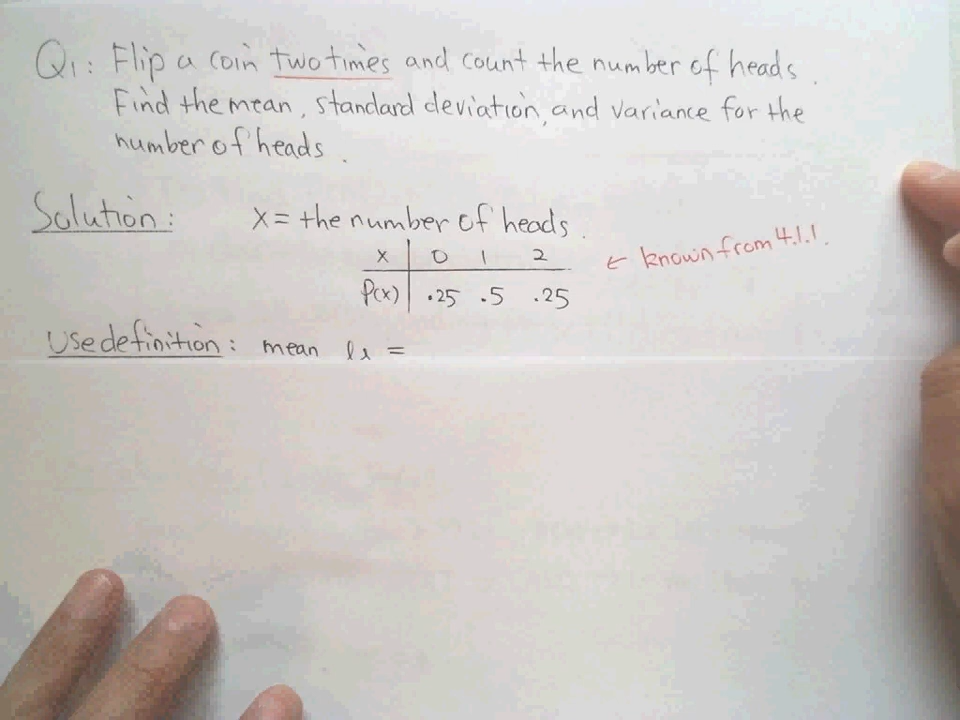 Q1: Flip a coin two times and count the number of heads.
Find the mean, standard deviation, and variance for the
number of heads.
Solution: X = the number of heads.
X 0 1 2 ← known from 4.1.1.
P(x) .25 .5 .25
Use definition: mean μ =